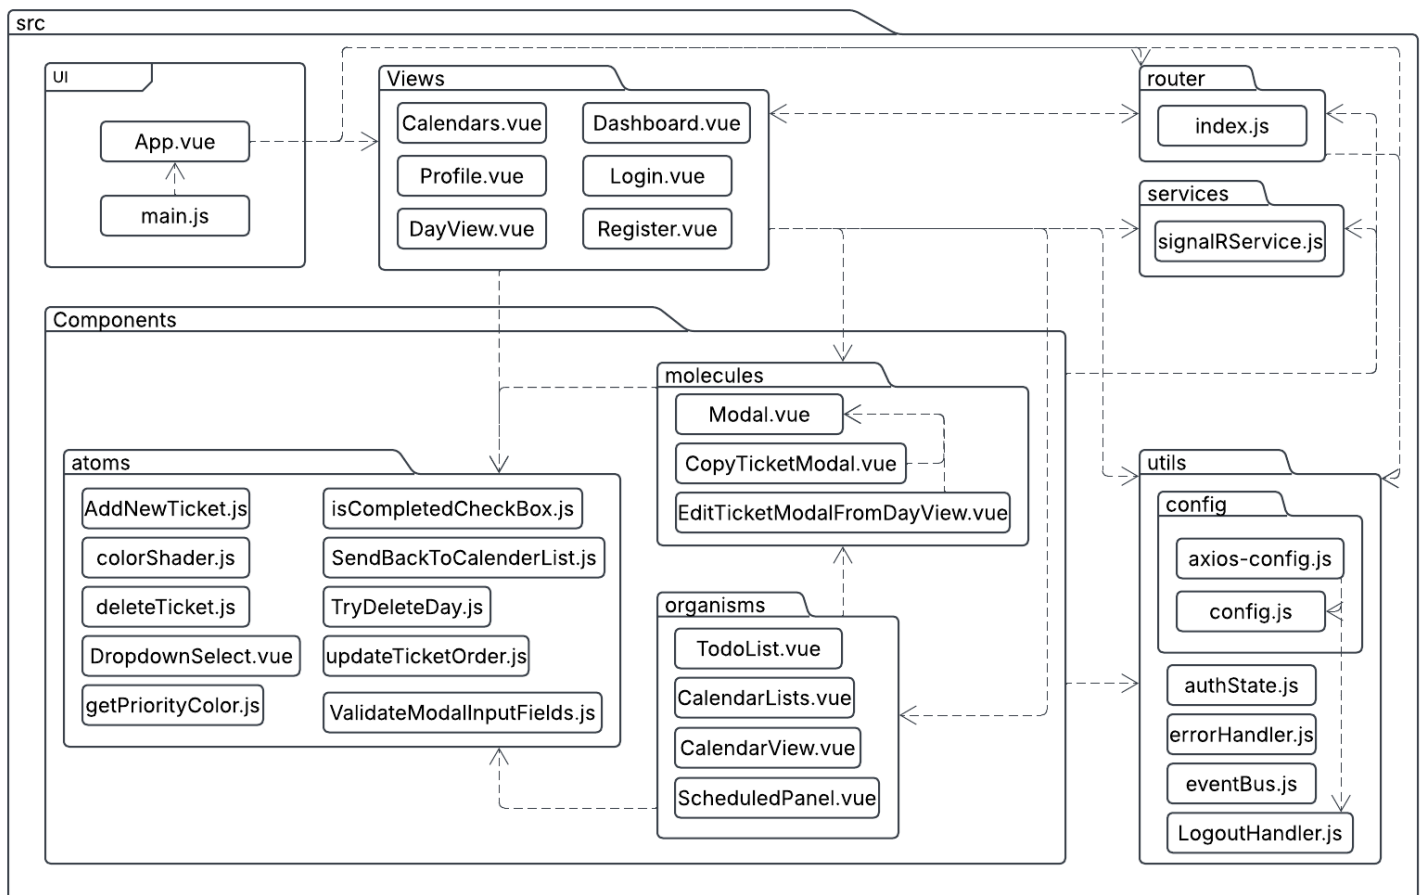 src
UI
App.vue
main.js
Views
Calendars.vue
Dashboard.vue
Profile.vue
Login.vue
DayView.vue
Register.vue
router
index.js
services
signalRService.js
Components
molecules
Modal.vue
CopyTicketModal.vue
EditTicketModalFromDayView.vue
atoms
AddNewTicket.js
isCompletedCheckBox.js
colorShader.js
SendBackToCalenderList.js
deleteTicket.js
TryDeleteDay.js
DropdownSelect.vue
updateTicketOrder.js
getPriorityColor.js
ValidateModalInputFields.js
organisms
TodoList.vue
CalendarLists.vue
CalendarView.vue
ScheduledPanel.vue
utils
config
axios-config.js
config.js
authState.js
errorHandler.js
eventBus.js
LogoutHandler.js